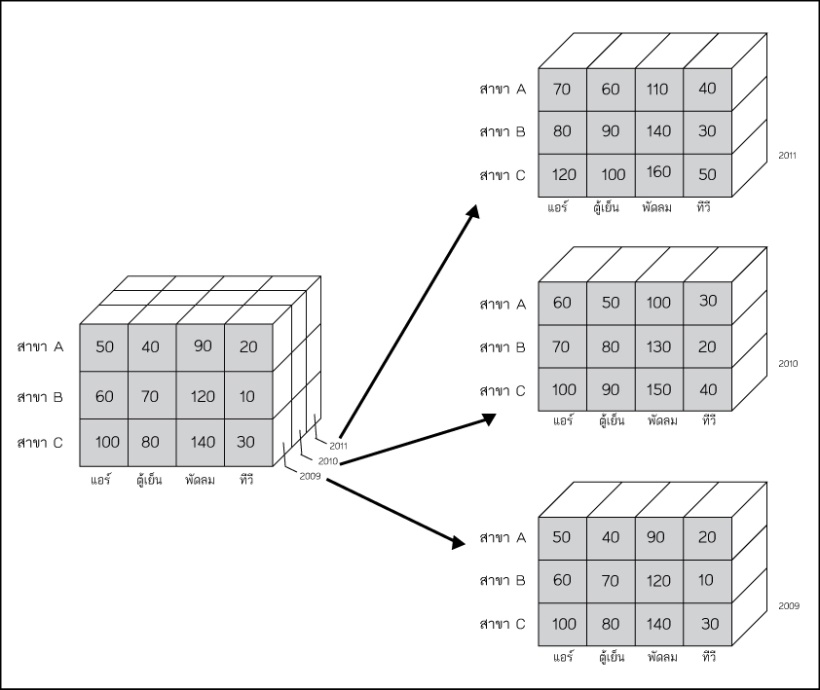 สาขา A 70 60 110 40
สาขา B 80 90 140 30
2011
สาขา C 120 100 160 50
แอร์ ตู้เย็น พัดลม ทีวี
สาขา A 60 50 100 30
สาขา B 70 80 130 20
2010
สาขา C 100 90 150 40
แอร์ ตู้เย็น พัดลม ทีวี
สาขา A 50 40 90 20
สาขา B 60 70 120 10
สาขา C 100 80 140 30
2011
2010
2009
แอร์ ตู้เย็น พัดลม ทีวี
สาขา A 50 40 90 20
สาขา B 60 70 120 10
2009
สาขา C 100 80 140 30
แอร์ ตู้เย็น พัดลม ทีวี